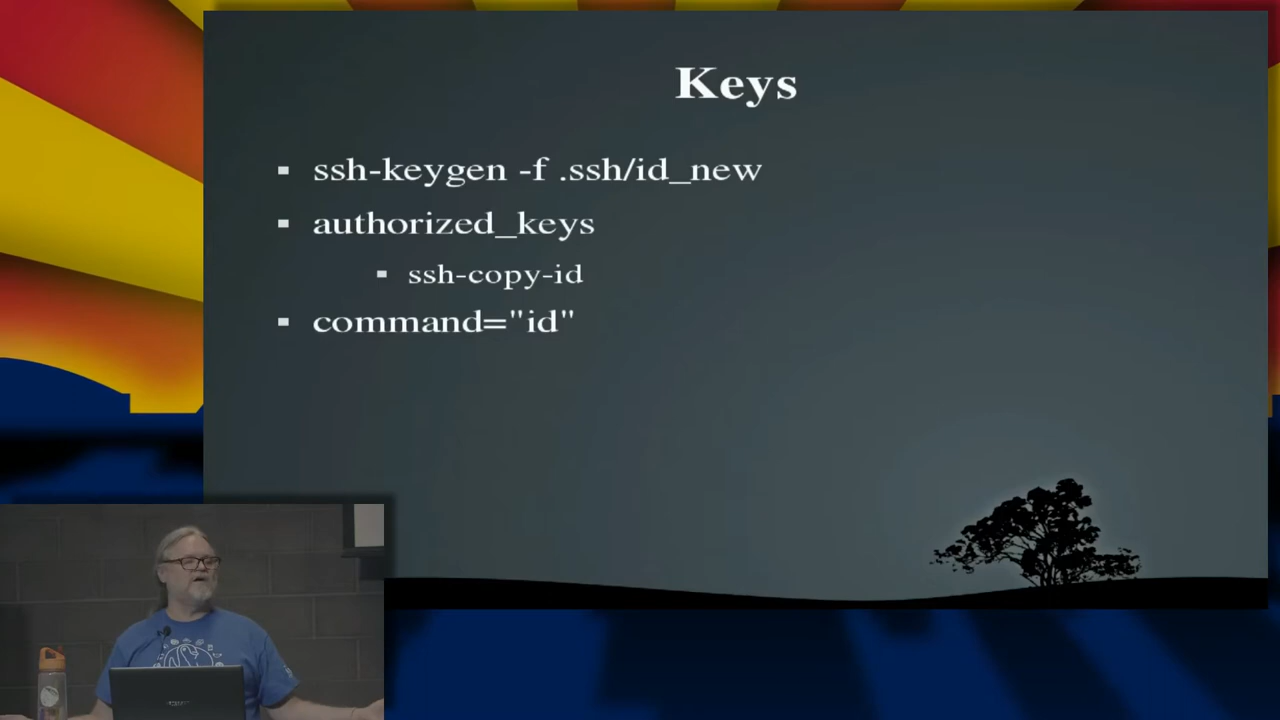 Keys
ssh-keygen -f .ssh/id_new
authorized_keys
ssh-copy-id
command="id"